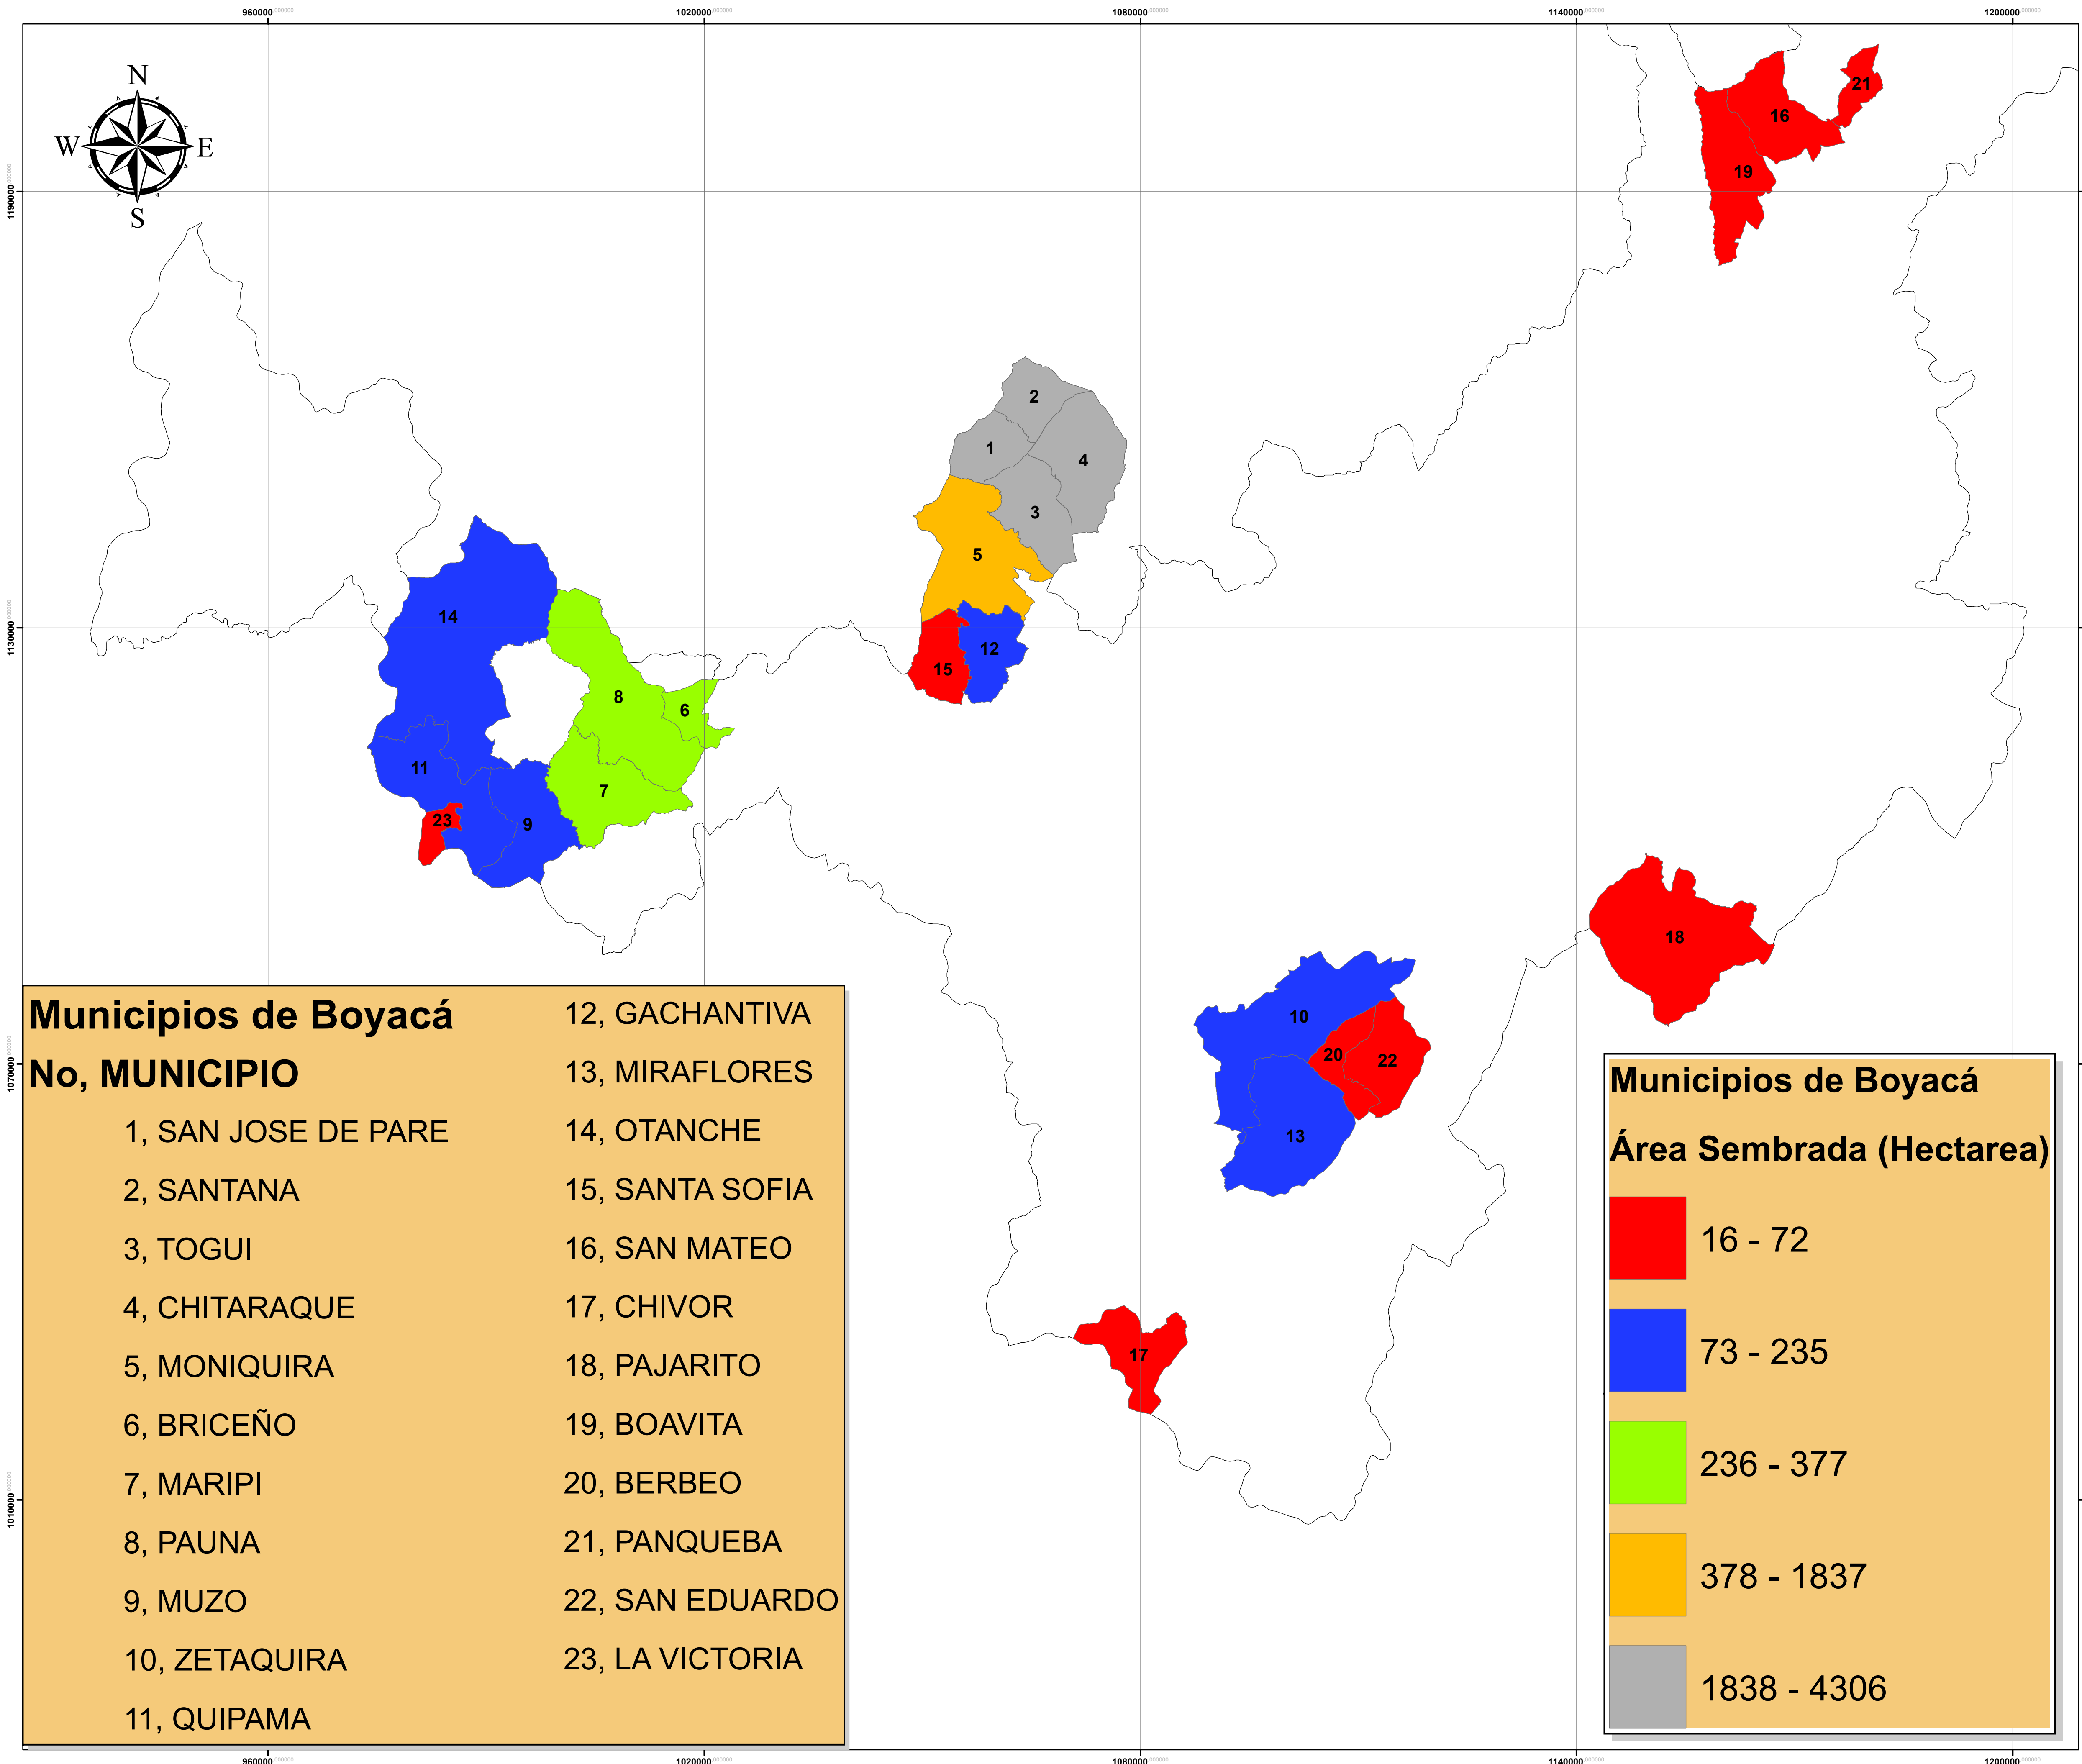 960000 1020000 1080000 1140000 1200000
N
W E
S
1190000
1130000
1070000
1010000
21
16
19
2
1
4
3
5
14
12
15
8
6
11
7
23
9
18
10
20
22
13
17
Municipios de Boyacá
No, MUNICIPIO
1, SAN JOSE DE PARE
2, SANTANA
3, TOGUI
4, CHITARAQUE
5, MONIQUIRA
6, BRICEÑO
7, MARIPI
8, PAUNA
9, MUZO
10, ZETAQUIRA
11, QUIPAMA
12, GACHANTIVA
13, MIRAFLORES
14, OTANCHE
15, SANTA SOFIA
16, SAN MATEO
17, CHIVOR
18, PAJARITO
19, BOAVITA
20, BERBEO
21, PANQUEBA
22, SAN EDUARDO
23, LA VICTORIA
Municipios de Boyacá
Área Sembrada (Hectarea)
16 - 72
73 - 235
236 - 377
378 - 1837
1838 - 4306
960000 1020000 1080000 1140000 1200000